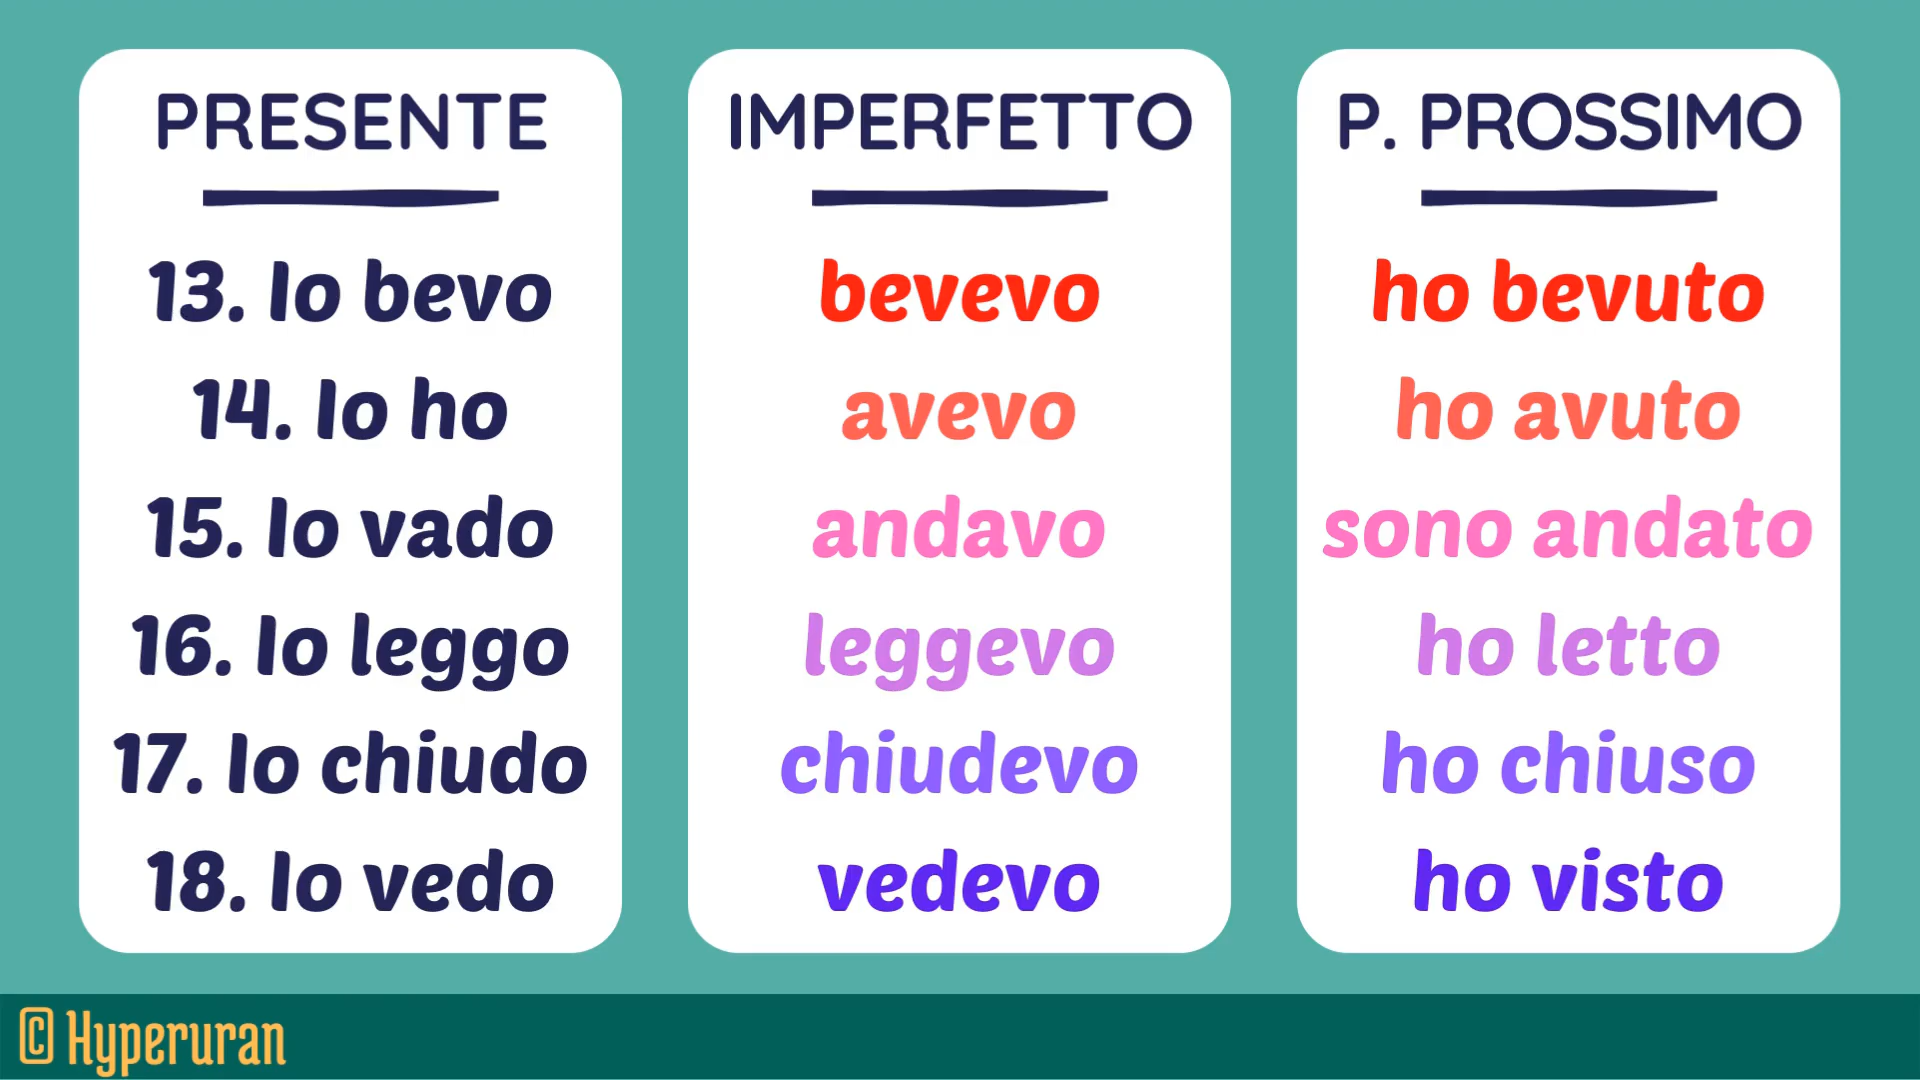 PRESENTE
13. Io bevo
14. Io ho
15. Io vado
16. Io leggo
17. Io chiudo
18. Io vedo
IMPERFETTO
bevevo
avevo
andavo
leggevo
chiudevo
vedevo
P. PROSSIMO
ho bevuto
ho avuto
sono andato
ho letto
ho chiuso
ho visto
© Hyperuran